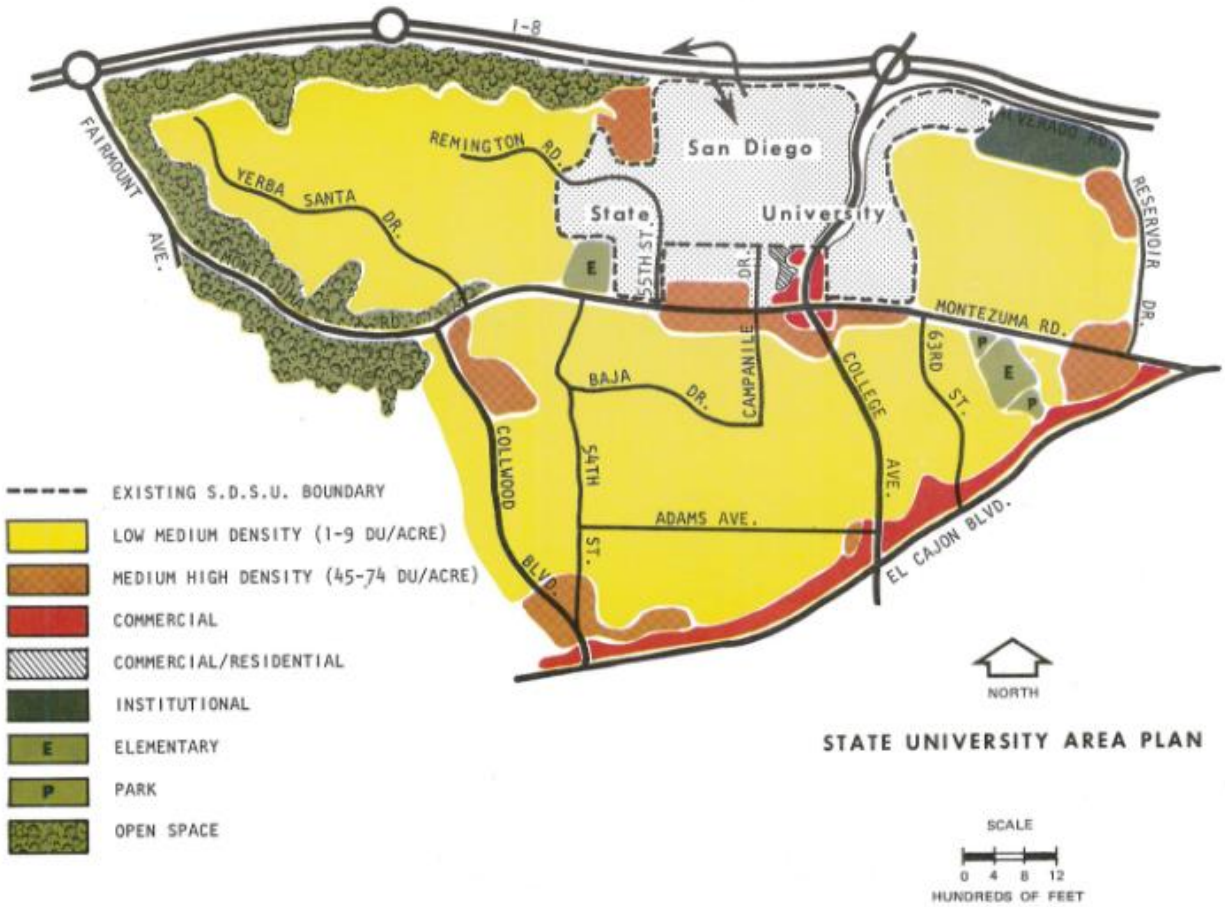 I-8
FAIRMOUNT
AVE.
REMINGTON RD.
YERBA SANTA DR.
San Diego
State University
ALVERADO RD.
RESERVOIR DR.
E
55TH ST.
DR.
CAMPANILE
RD.
MONTEZUMA RD.
P
E
P
63RD ST.
BAJA DR.
COLLEGE AVE.
COLLWOOD BLVD.
54TH ST.
ADAMS AVE.
EL CAJON BLVD.
EXISTING S.D.S.U. BOUNDARY
LOW MEDIUM DENSITY (1-9 DU/ACRE)
MEDIUM HIGH DENSITY (45-74 DU/ACRE)
COMMERCIAL
COMMERCIAL/RESIDENTIAL
INSTITUTIONAL
E ELEMENTARY
P PARK
OPEN SPACE
NORTH
STATE UNIVERSITY AREA PLAN
SCALE
0 4 8 12
HUNDREDS OF FEET